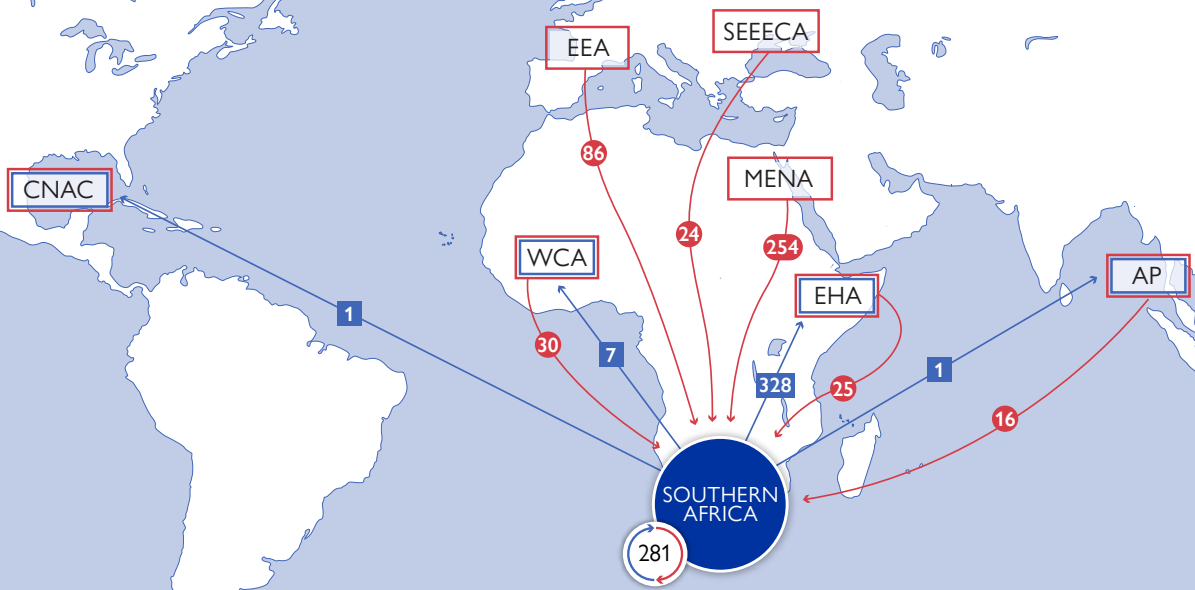 EEA
SEEECA
86
CNAC
MENA
24
254
WCA
EHA
AP
1
30
7
328
25
1
16
SOUTHERN
AFRICA
281